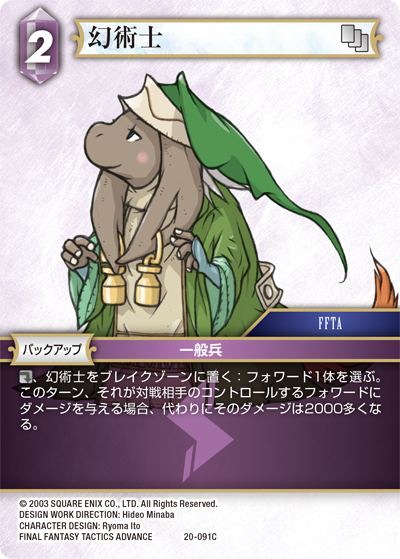 2
幻術士
FFTA
バックアップ
一般兵
、幻術士をブレイクゾーンに置く：フォワード1体を選ぶ。
このターン、それが対戦相手のコントロールするフォワードに
ダメージを与える場合、代わりにそのダメージは2000多くな
る。
© 2003 SQUARE ENIX CO., LTD. All Rights Reserved.
DESIGN WORK DIRECTION: Hideo Minaba
CHARACTER DESIGN: Ryoma Ito
FINAL FANTASY TACTICS ADVANCE 20-091C